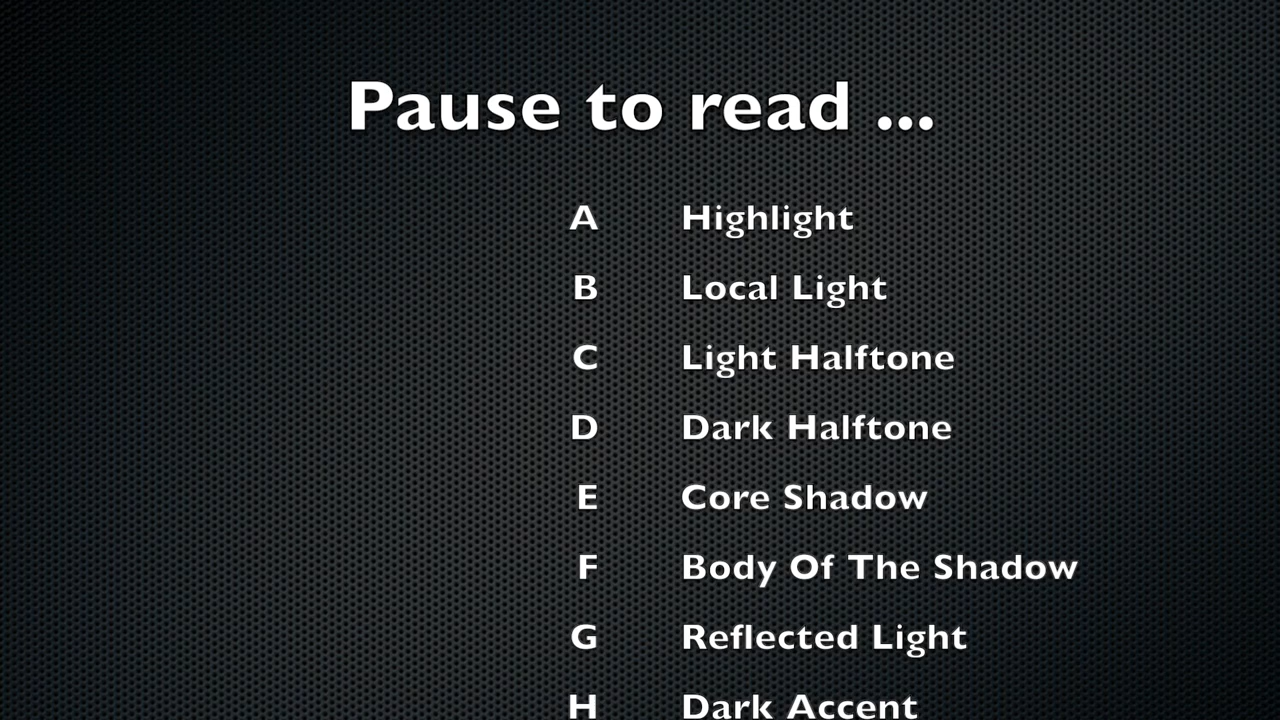 Pause to read ...
A Highlight
B Local Light
C Light Halftone
D Dark Halftone
E Core Shadow
F Body Of The Shadow
G Reflected Light
H Dark Accent